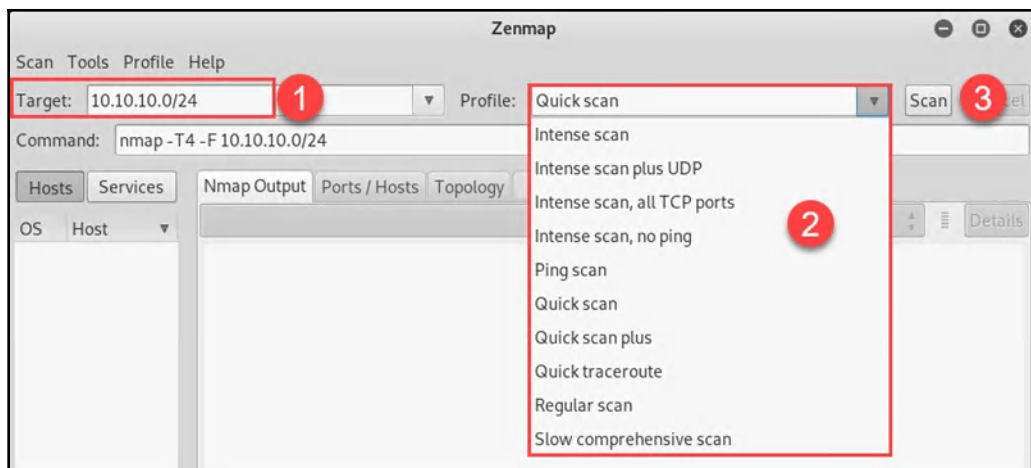 Zenmap
Scan Tools Profile Help
Target: 10.10.10.0/24 1 Profile: Quick scan Scan 3 cel
Command: nmap -T4 -F 10.10.10.0/24
Hosts Services Nmap Output Ports / Hosts Topology
OS Host Details
Intense scan
Intense scan plus UDP
Intense scan, all TCP ports
2
Intense scan, no ping
Ping scan
Quick scan
Quick scan plus
Quick traceroute
Regular scan
Slow comprehensive scan